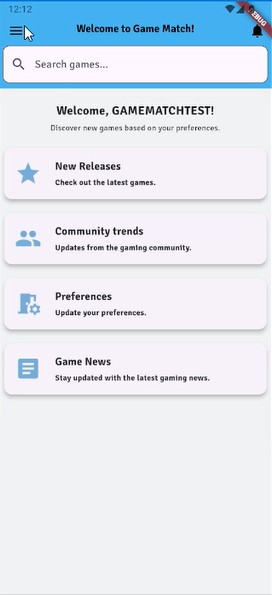 12:12
DEBUG
Welcome to Game Match!
Search games...
Welcome, GAMEMATCHTEST!
Discover new games based on your preferences.
New Releases
Check out the latest games.
Community trends
Updates from the gaming community.
Preferences
Update your preferences.
Game News
Stay updated with the latest gaming news.